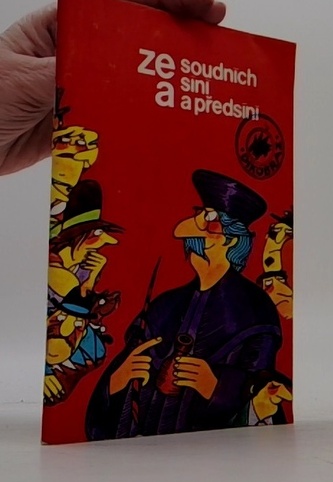 ze soudních
síní
a a předsíní
DIKOBRAZ